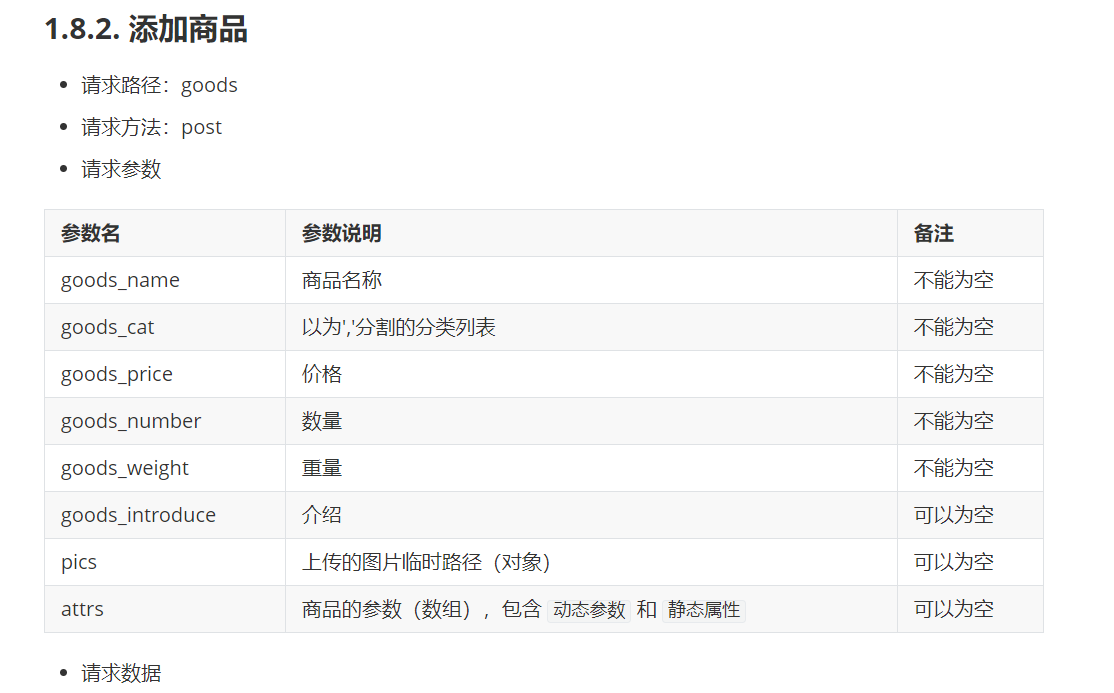 1.8.2. 添加商品
请求路径：goods
请求方法：post
请求参数
参数名 参数说明 备注
goods_name 商品名称 不能为空
goods_cat 以为','分割的分类列表 不能为空
goods_price 价格 不能为空
goods_number 数量 不能为空
goods_weight 重量 不能为空
goods_introduce 介绍 可以为空
pics 上传的图片临时路径（对象） 可以为空
attrs 商品的参数（数组），包含 动态参数 和 静态属性 可以为空
请求数据